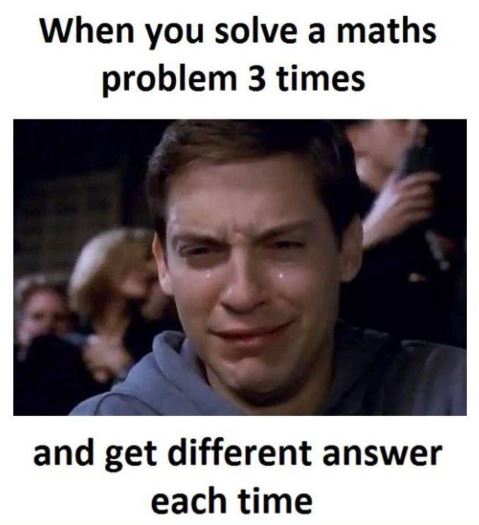 When you solve a maths
problem 3 times
and get different answer
each time